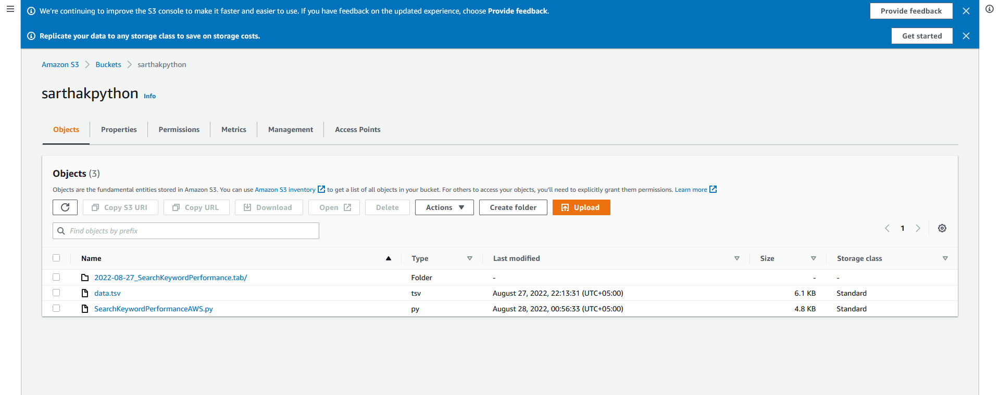 We're continuing to improve the S3 console to make it faster and easier to use. If you have feedback on the updated experience, choose Provide feedback. Provide feedback
Replicate your data to any storage class to save on storage costs. Get started
Amazon S3 Buckets sarthakpython
sarthakpython Info
Objects Properties Permissions Metrics Management Access Points
Objects (3)
Objects are the fundamental entities stored in Amazon S3. You can use Amazon S3 inventory to get a list of all objects in your bucket. For others to access your objects, you'll need to explicitly grant them permissions. Learn more
Copy S3 URI Copy URL Download Open Delete Actions Create folder Upload
Find objects by prefix 1
Name Type Last modified Size Storage class
2022-08-27_SearchKeywordPerformance.tab/ Folder - - -
data.tsv tsv August 27, 2022, 22:13:31 (UTC+05:00) 6.1 KB Standard
SearchKeywordPerformanceAWS.py py August 28, 2022, 00:56:33 (UTC+05:00) 4.8 KB Standard